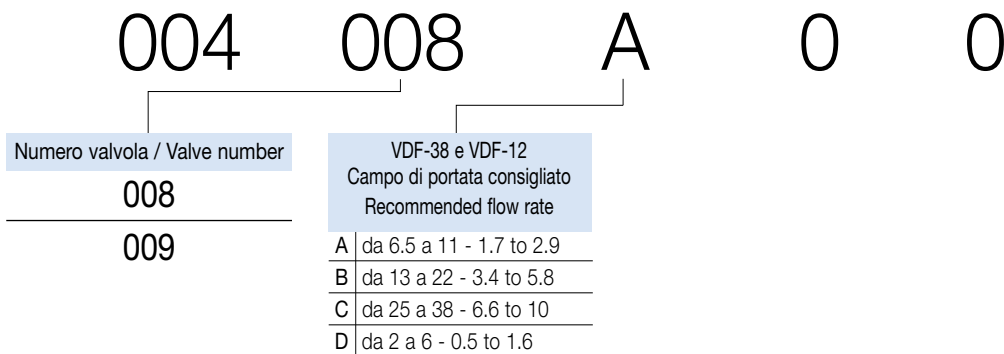 004 008 A 0 0
Numero valvola / Valve number
008
009
VDF-38 e VDF-12
Campo di portata consigliato
Recommended flow rate
A da 6.5 a 11 - 1.7 to 2.9
B da 13 a 22 - 3.4 to 5.8
C da 25 a 38 - 6.6 to 10
D da 2 a 6 - 0.5 to 1.6